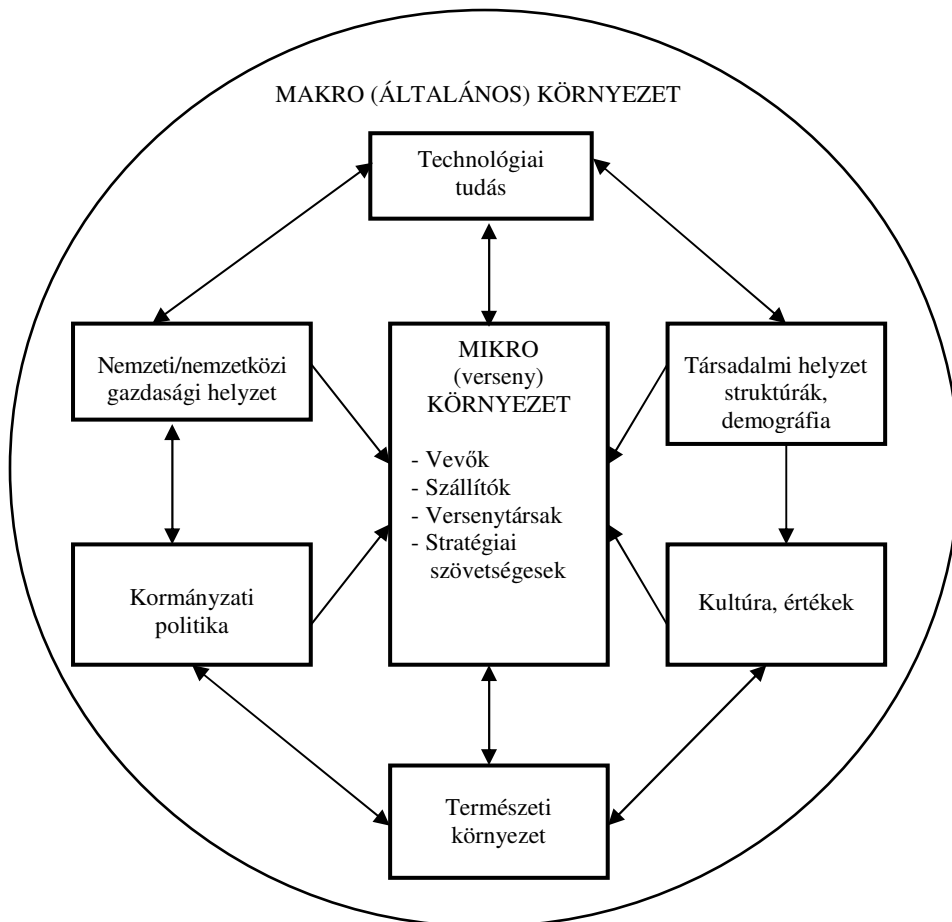 MAKRO (ÁLTALÁNOS) KÖRNYEZET
Technológiai
tudás
Nemzeti/nemzetközi
gazdasági helyzet
MIKRO
(verseny)
KÖRNYEZET
- Vevők
- Szállítók
- Versenytársak
- Stratégiai
szövetségesek
Társadalmi helyzet
struktúrák,
demográfia
Kormányzati
politika
Kultúra, értékek
Természeti
környezet